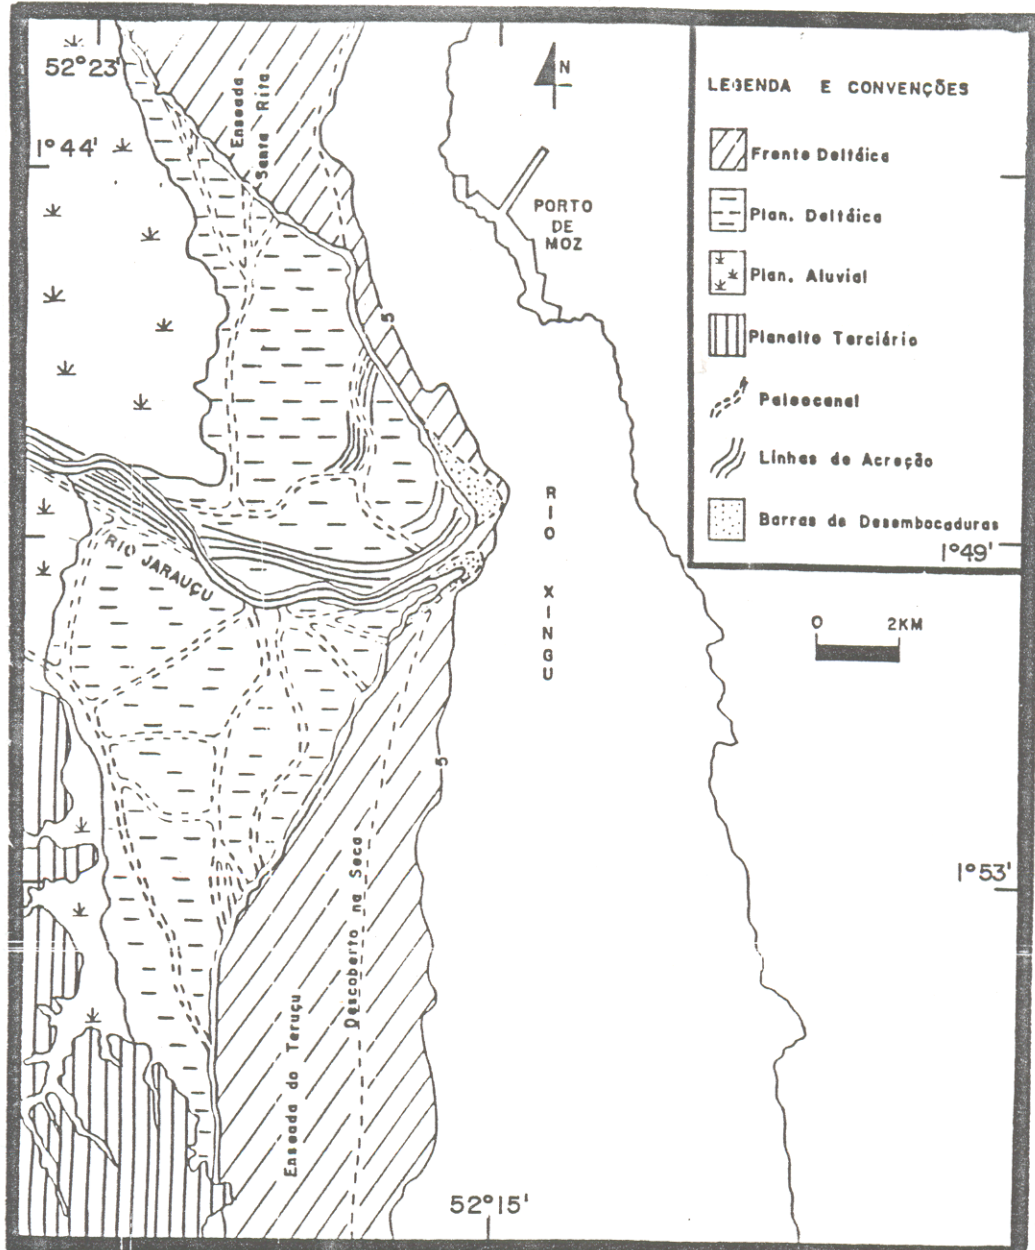 52°23'
1°44'
Enseada
Santa Rita
N
PORTO
DE
MOZ
5
RIO JARAUÇU
RIO XINGU
5
Descoberto na Seca
Enseada do Teruçu
52°15'
LEGENDA E CONVENÇÕES
Frente Deltáica
Plan. Deltáica
Plan. Aluvial
Planalto Terciário
Paleocanal
Linhas de Acreção
Barras de Desembocaduras
1°49'
0 2KM
1°53'